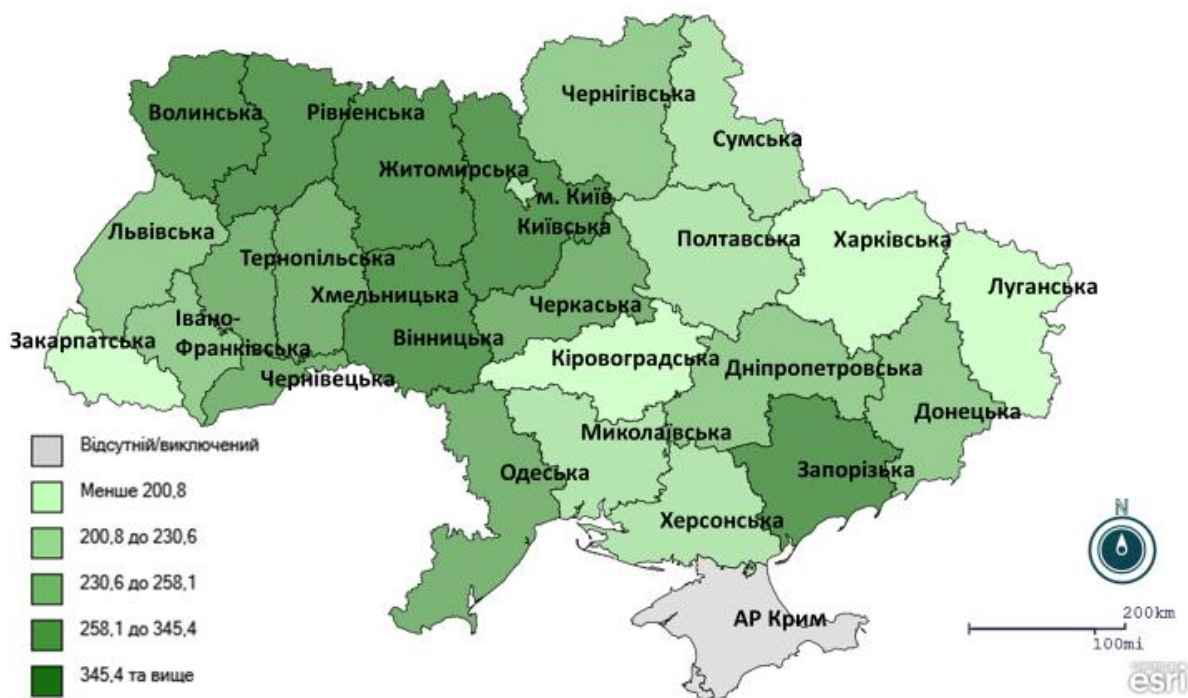 Чернігівська
Волинська
Рівненська
Сумська
Житомирська
м. Київ
Київська
Львівська
Полтавська
Харківська
Тернопільська
Луганська
Хмельницька
Черкаська
Івано-
Франківська
Закарпатська
Вінницька
Кіровоградська
Дніпропетровська
Чернівецька
Донецька
Миколаївська
Одеська
Запорізька
Херсонська
АР Крим
Відсутній/виключений
Менше 200,8
200,8 до 230,6
230,6 до 258,1
258,1 до 345,4
345,4 та вище
N
200km
100mi
esri